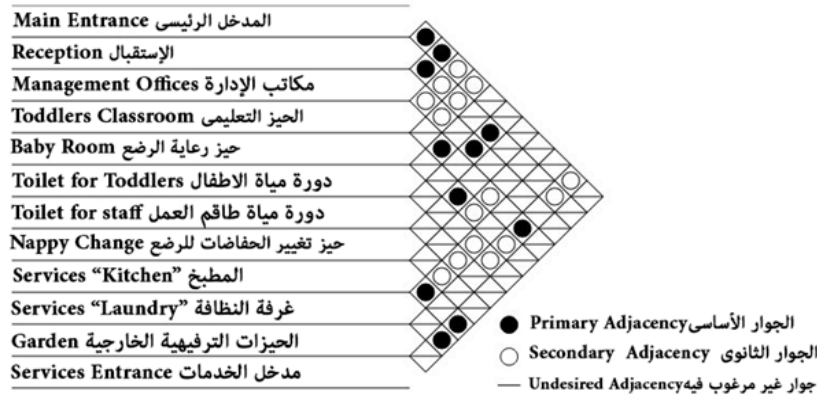 Main Entrance المدخل الرئيسى
Reception الإستقبال
Management Offices مكاتب الإدارة
Toddlers Classroom الحيز التعليمى
Baby Room حيز رعاية الرضع
Toilet for Toddlers دورة مياة الاطفال
Toilet for staff دورة مياة طاقم العمل
Nappy Change حيز تغيير الحفاضات للرضع
Services “Kitchen” المطبخ
Services “Laundry” غرفة النظافة
Garden الحيزات الترفيهية الخارجية
Services Entrance مدخل الخدمات
Primary Adjacency الجوار الأساسى
Secondary Adjacency الجوار الثانوى
Undesired Adjacency جوار غير مرغوب فيه